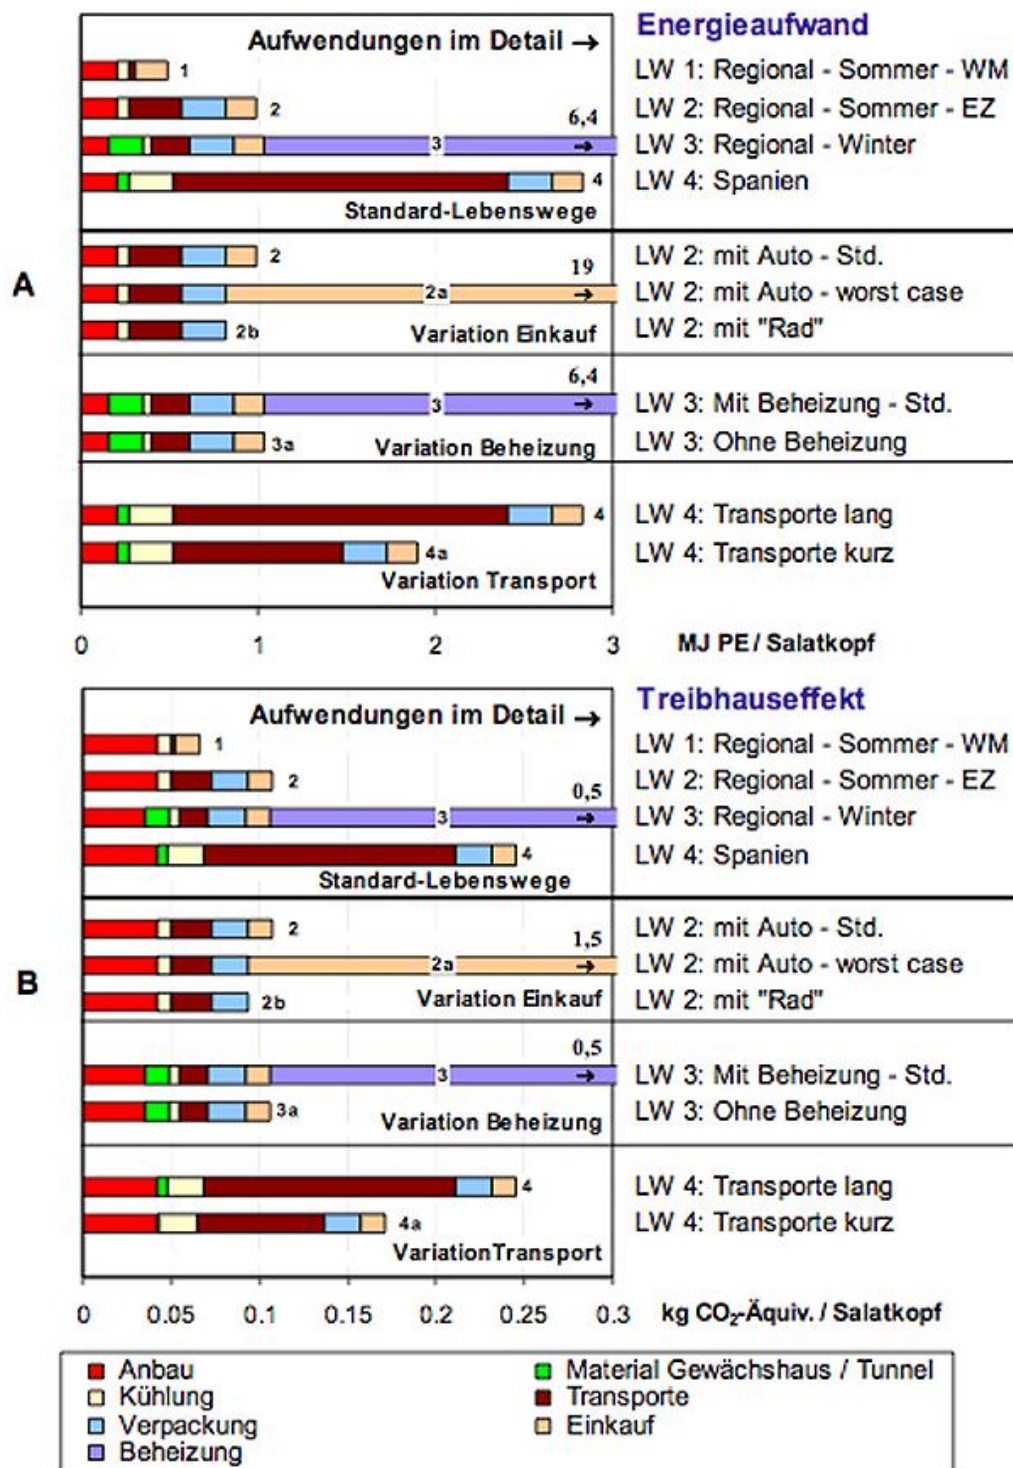 Energieaufwand
Aufwendungen im Detail →
1
LW 1: Regional - Sommer - WM
2
LW 2: Regional - Sommer - EZ
6,4
3
→
LW 3: Regional - Winter
4
LW 4: Spanien
Standard-Lebenswege
A
2
LW 2: mit Auto - Std.
19
2a
→
LW 2: mit Auto - worst case
2b
Variation Einkauf
LW 2: mit "Rad"
6,4
3
→
LW 3: Mit Beheizung - Std.
3a
Variation Beheizung
LW 3: Ohne Beheizung
4
LW 4: Transporte lang
4a
LW 4: Transporte kurz
Variation Transport
0 1 2 3 MJ PE / Salatkopf
Treibhauseffekt
Aufwendungen im Detail →
1
LW 1: Regional - Sommer - WM
2
LW 2: Regional - Sommer - EZ
0,5
3
→
LW 3: Regional - Winter
4
LW 4: Spanien
Standard-Lebenswege
B
2
LW 2: mit Auto - Std.
1,5
2a
→
LW 2: mit Auto - worst case
2b
Variation Einkauf
LW 2: mit "Rad"
0,5
3
→
LW 3: Mit Beheizung - Std.
3a
Variation Beheizung
LW 3: Ohne Beheizung
4
LW 4: Transporte lang
4a
LW 4: Transporte kurz
VariationTransport
0 0.05 0.1 0.15 0.2 0.25 0.3 kg CO₂-Äquiv. / Salatkopf
Anbau
Kühlung
Verpackung
Beheizung
Material Gewächshaus / Tunnel
Transporte
Einkauf